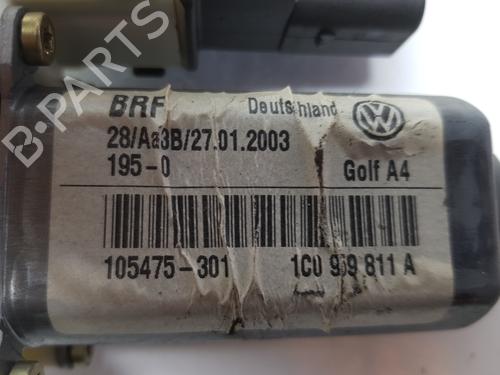 BRF Deutschland
28/Aa3B/27.01.2003
195-0 Golf A4
105475-301 1C0 959 811 A
B-PARTS